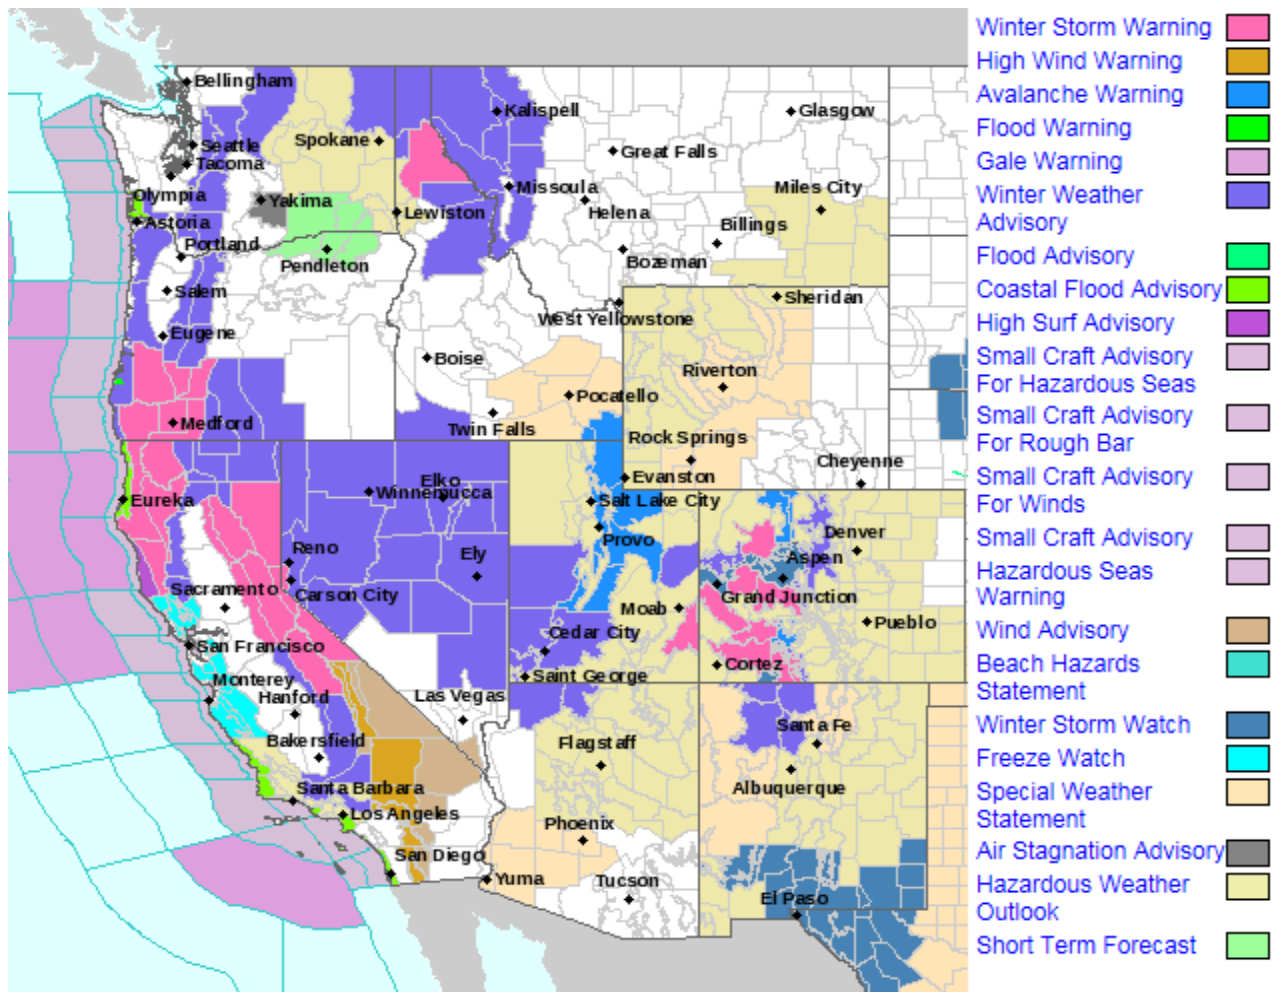 Bellingham
Seattle
Tacoma
Olympia
Astoria
Portland
Salem
Eugene
Medford
Spokane
Yakima
Pendleton
Lewiston
Kalispell
Missoula
Great Falls
Helena
Bozeman
Glasgow
Miles City
Billings
West Yellowstone
Boise
Pocatello
Twin Falls
Sheridan
Riverton
Rock Springs
Evanston
Cheyenne
Eureka
Elko
Winnemucca
Reno
Carson City
Ely
Sacramento
San Francisco
Monterey
Hanford
Bakersfield
Santa Barbara
Los Angeles
San Diego
Las Vegas
Salt Lake City
Provo
Moab
Cedar City
Saint George
Denver
Aspen
Grand Junction
Pueblo
Cortez
Flagstaff
Phoenix
Yuma
Tucson
Santa Fe
Albuquerque
El Paso
Winter Storm Warning
High Wind Warning
Avalanche Warning
Flood Warning
Gale Warning
Winter Weather
Advisory
Flood Advisory
Coastal Flood Advisory
High Surf Advisory
Small Craft Advisory
For Hazardous Seas
Small Craft Advisory
For Rough Bar
Small Craft Advisory
For Winds
Small Craft Advisory
Hazardous Seas
Warning
Wind Advisory
Beach Hazards
Statement
Winter Storm Watch
Freeze Watch
Special Weather
Statement
Air Stagnation Advisory
Hazardous Weather
Outlook
Short Term Forecast